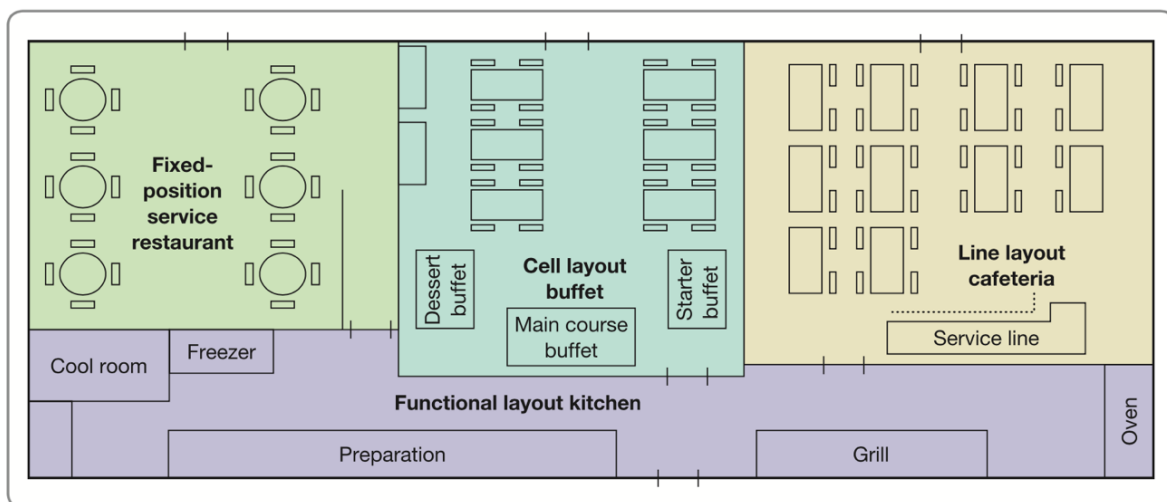 Fixed-
position
service
restaurant
Cell layout
buffet
Dessert
buffet
Main course
buffet
Starter
buffet
Line layout
cafeteria
Service line
Cool room
Freezer
Functional layout kitchen
Preparation
Grill
Oven